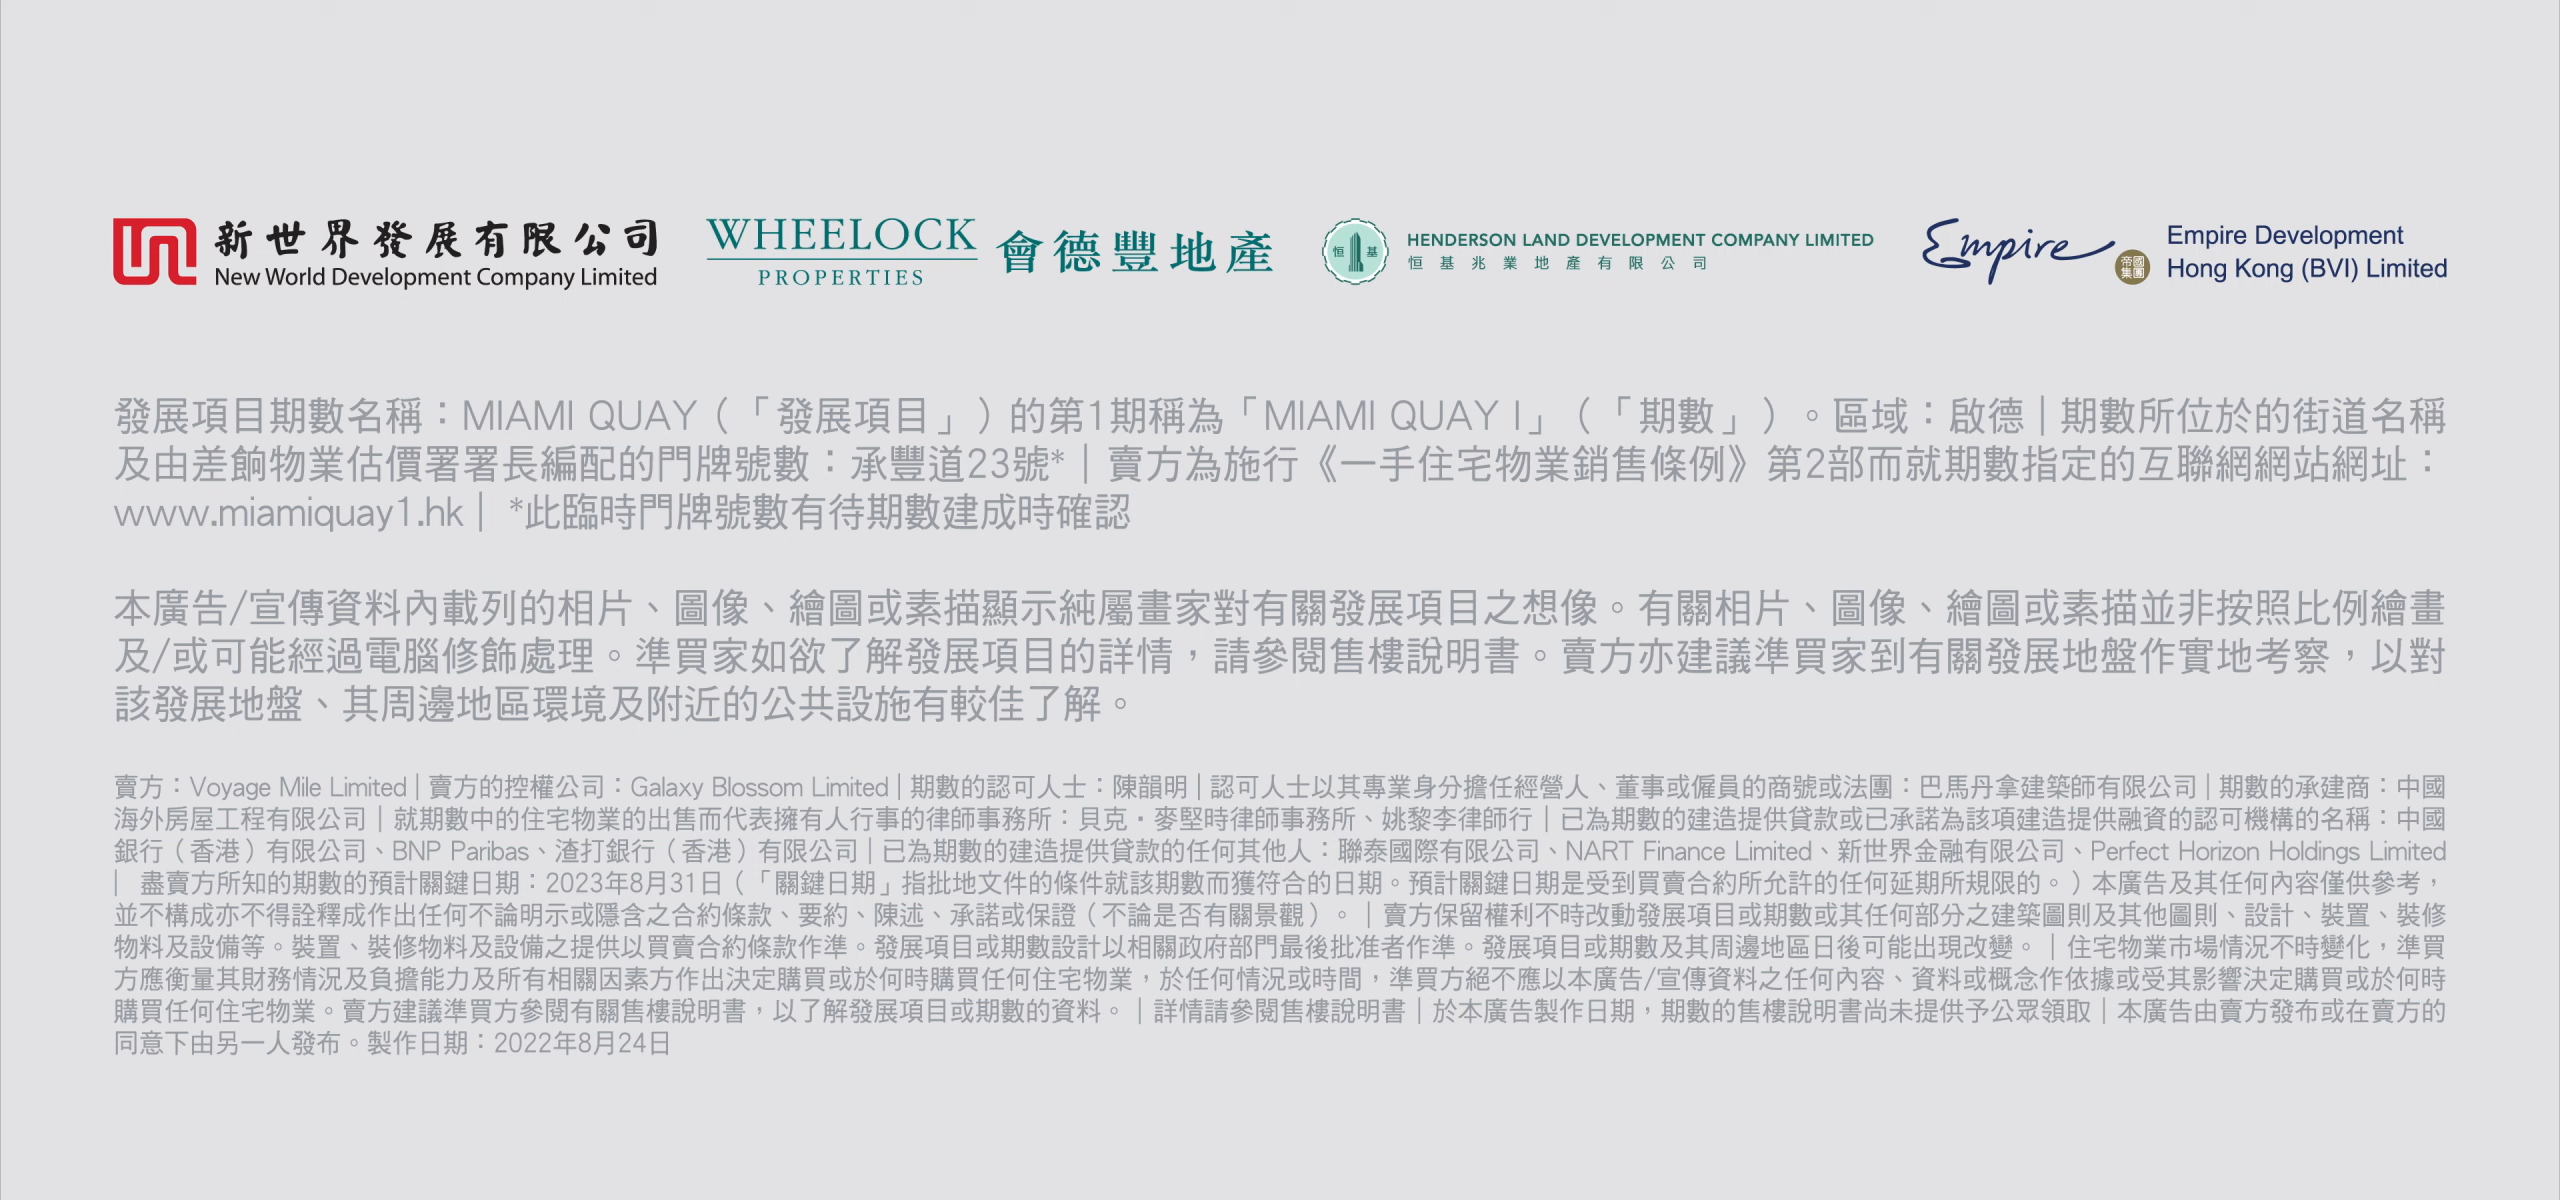 新世界發展有限公司
New World Development Company Limited
WHEELOCK
PROPERTIES
會德豐地產
恒基
HENDERSON LAND DEVELOPMENT COMPANY LIMITED
恒基兆業地產有限公司
Empire
帝國集團
Empire Development
Hong Kong (BVI) Limited
發展項目期數名稱：MIAMI QUAY（「發展項目」）的第1期稱為「MIAMI QUAY I」（「期數」）。區域：啟德｜期數所位於的街道名稱
及由差餉物業估價署署長編配的門牌號數：承豐道23號*｜賣方為施行《一手住宅物業銷售條例》第2部而就期數指定的互聯網網站網址：
www.miamiquay1.hk｜ *此臨時門牌號數有待期數建成時確認
本廣告/宣傳資料內載列的相片、圖像、繪圖或素描顯示純屬畫家對有關發展項目之想像。有關相片、圖像、繪圖或素描並非按照比例繪畫
及/或可能經過電腦修飾處理。準買家如欲了解發展項目的詳情，請參閱售樓說明書。賣方亦建議準買家到有關發展地盤作實地考察，以對
該發展地盤、其周邊地區環境及附近的公共設施有較佳了解。
賣方：Voyage Mile Limited｜賣方的控權公司：Galaxy Blossom Limited｜期數的認可人士：陳韻明｜認可人士以其專業身分擔任經營人、董事或僱員的商號或法團：巴馬丹拿建築師有限公司｜期數的承建商：中國
海外房屋工程有限公司｜就期數中的住宅物業的出售而代表擁有人行事的律師事務所：貝克・麥堅時律師事務所、姚黎李律師行｜已為期數的建造提供貸款或已承諾為該項建造提供融資的認可機構的名稱：中國
銀行（香港）有限公司、BNP Paribas、渣打銀行（香港）有限公司｜已為期數的建造提供貸款的任何其他人：聯泰國際有限公司、NART Finance Limited、新世界金融有限公司、Perfect Horizon Holdings Limited
｜ 盡賣方所知的期數的預計關鍵日期：2023年8月31日（「關鍵日期」指批地文件的條件就該期數而獲符合的日期。預計關鍵日期是受到買賣合約所允許的任何延期所規限的。）本廣告及其任何內容僅供參考，
並不構成亦不得詮釋成作出任何不論明示或隱含之合約條款、要約、陳述、承諾或保證（不論是否有關景觀）。｜賣方保留權利不時改動發展項目或期數或其任何部分之建築圖則及其他圖則、設計、裝置、裝修
物料及設備等。裝置、裝修物料及設備之提供以買賣合約條款作準。發展項目或期數設計以相關政府部門最後批准者作準。發展項目或期數及其周邊地區日後可能出現改變。｜住宅物業市場情況不時變化，準買
方應衡量其財務情況及負擔能力及所有相關因素方作出決定購買或於何時購買任何住宅物業，於任何情況或時間，準買方絕不應以本廣告/宣傳資料之任何內容、資料或概念作依據或受其影響決定購買或於何時
購買任何住宅物業。賣方建議準買方參閱有關售樓說明書，以了解發展項目或期數的資料。｜詳情請參閱售樓說明書｜於本廣告製作日期，期數的售樓說明書尚未提供予公眾領取｜本廣告由賣方發布或在賣方的
同意下由另一人發布。製作日期：2022年8月24日